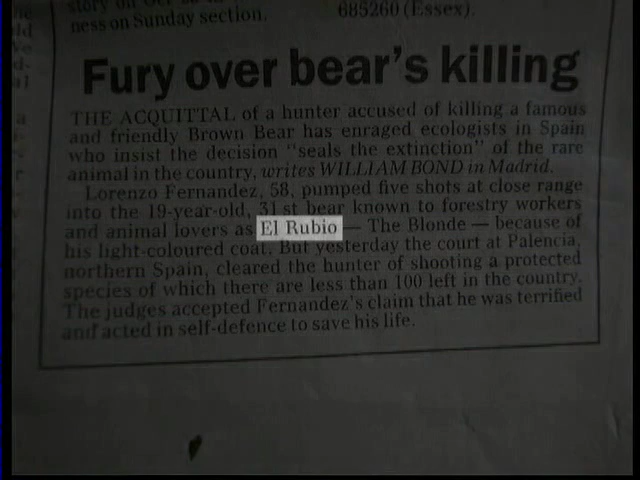 story on Oct 30 in
ness on Sunday section.
685260 (Essex).
Fury over bear's killing
THE ACQUITTAL of a hunter accused of killing a famous
and friendly Brown Bear has enraged ecologists in Spain
who insist the decision "seals the extinction" of the rare
animal in the country, writes WILLIAM BOND in Madrid.
Lorenzo Fernandez, 58, pumped five shots at close range
into the 19-year-old, 31st bear known to forestry workers
and animal lovers as El Rubio — The Blonde — because of
his light-coloured coat. But yesterday the court at Palencia,
northern Spain, cleared the hunter of shooting a protected
species of which there are less than 100 left in the country.
The judges accepted Fernandez's claim that he was terrified
and acted in self-defence to save his life.